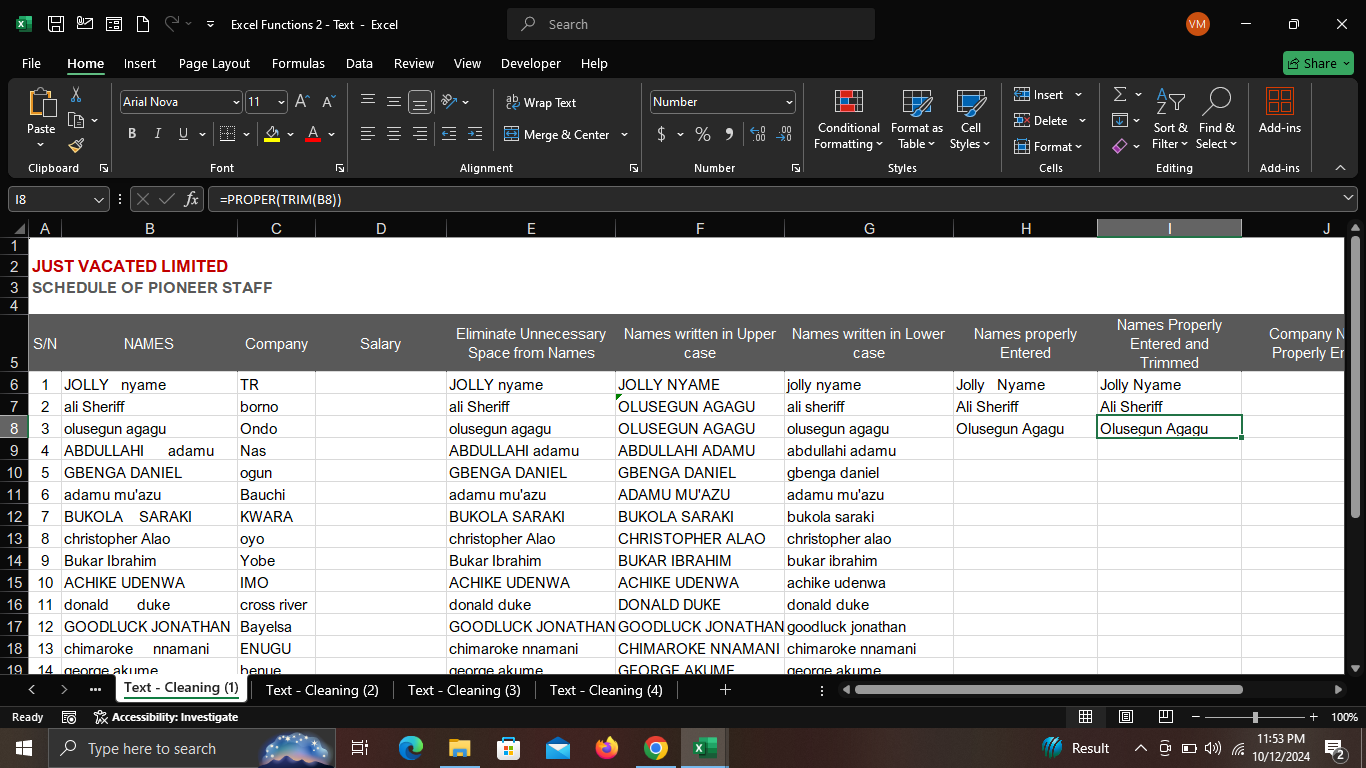 Excel Functions 2 - Text - Excel
Search
VM
File Home Insert Page Layout Formulas Data Review View Developer Help
Share
Paste
Clipboard
Arial Nova 11 A A
B I U A
Font
Wrap Text
Merge & Center
Alignment
Number
$ %
Number
Conditional Formatting
Format as Table
Cell Styles
Styles
Insert
Delete
Format
Cells
Sort & Filter
Find & Select
Editing
Add-ins
Add-ins
I8 fx =PROPER(TRIM(B8))
A B C D E F G H I J
1
2 JUST VACATED LIMITED
3 SCHEDULE OF PIONEER STAFF
4
5 S/N NAMES Company Salary Eliminate Unnecessary Space from Names Names written in Upper case Names written in Lower case Names properly Entered Names Properly Entered and Trimmed Company N Properly Er
6 1 JOLLY   nyame TR JOLLY nyame JOLLY NYAME jolly nyame Jolly   Nyame Jolly Nyame
7 2 ali Sheriff borno ali Sheriff OLUSEGUN AGAGU ali sheriff Ali Sheriff Ali Sheriff
8 3 olusegun agagu Ondo olusegun agagu OLUSEGUN AGAGU olusegun agagu Olusegun Agagu Olusegun Agagu
9 4 ABDULLAHI      adamu Nas ABDULLAHI adamu ABDULLAHI ADAMU abdullahi adamu
10 5 GBENGA DANIEL ogun GBENGA DANIEL GBENGA DANIEL gbenga daniel
11 6 adamu mu'azu Bauchi adamu mu'azu ADAMU MU'AZU adamu mu'azu
12 7 BUKOLA    SARAKI KWARA BUKOLA SARAKI BUKOLA SARAKI bukola saraki
13 8 christopher Alao oyo christopher Alao CHRISTOPHER ALAO christopher alao
14 9 Bukar Ibrahim Yobe Bukar Ibrahim BUKAR IBRAHIM bukar ibrahim
15 10 ACHIKE UDENWA IMO ACHIKE UDENWA ACHIKE UDENWA achike udenwa
16 11 donald       duke cross river donald duke DONALD DUKE donald duke
17 12 GOODLUCK JONATHAN Bayelsa GOODLUCK JONATHAN GOODLUCK JONATHAN goodluck jonathan
18 13 chimaroke     nnamani ENUGU chimaroke nnamani CHIMAROKE NNAMANI chimaroke nnamani
19 14 george akume benue george akume GEORGE AKUME george akume
Text - Cleaning (1) Text - Cleaning (2) Text - Cleaning (3) Text - Cleaning (4)
Ready Accessibility: Investigate 100%
Type here to search
Result
11:53 PM
10/12/2024
2